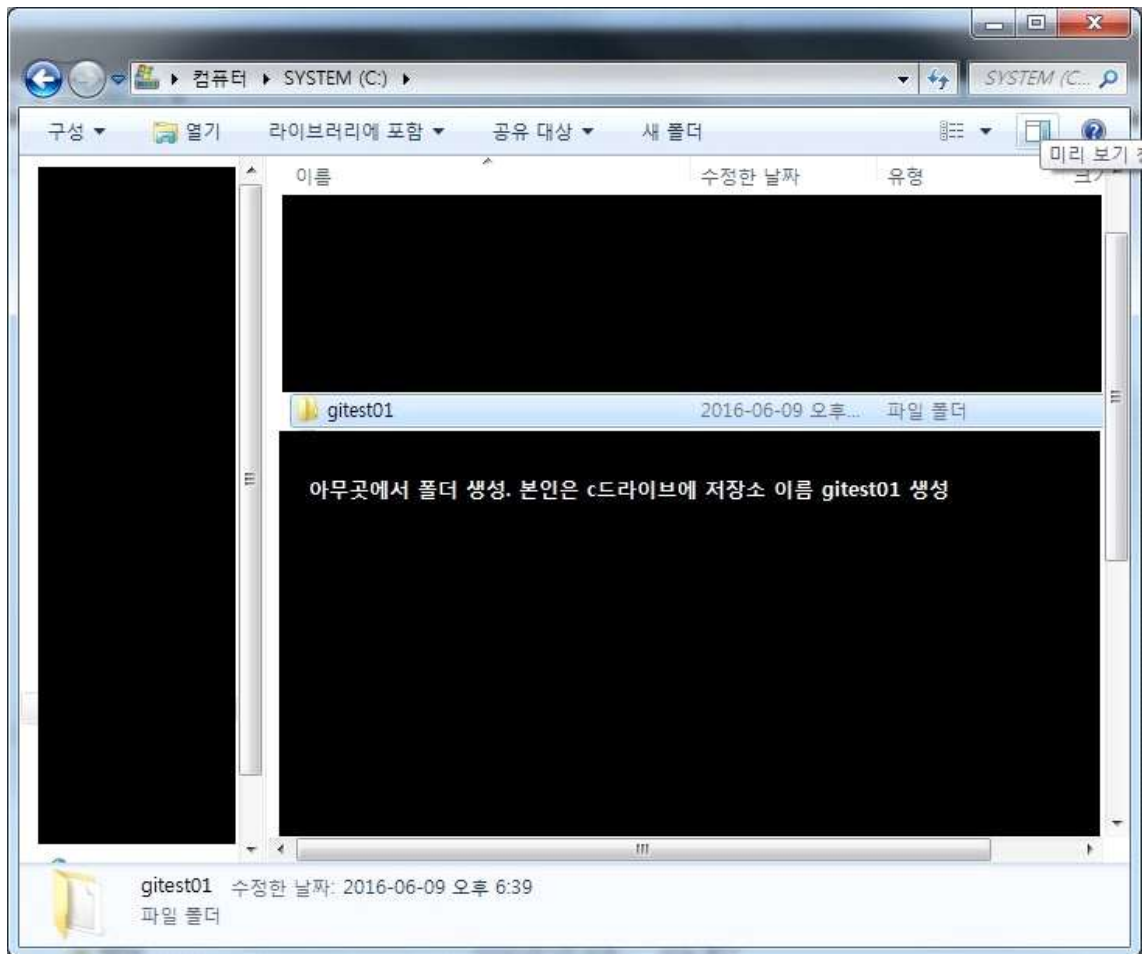 컴퓨터 ▸ SYSTEM (C:) ▸ SYSTEM (C...
구성 열기 라이브러리에 포함 공유 대상 새 폴더
미리 보기
이름 수정한 날짜 유형
gitest01 2016-06-09 오후... 파일 폴더
아무곳에서 폴더 생성. 본인은 c드라이브에 저장소 이름 gitest01 생성
gitest01 수정한 날짜: 2016-06-09 오후 6:39
파일 폴더